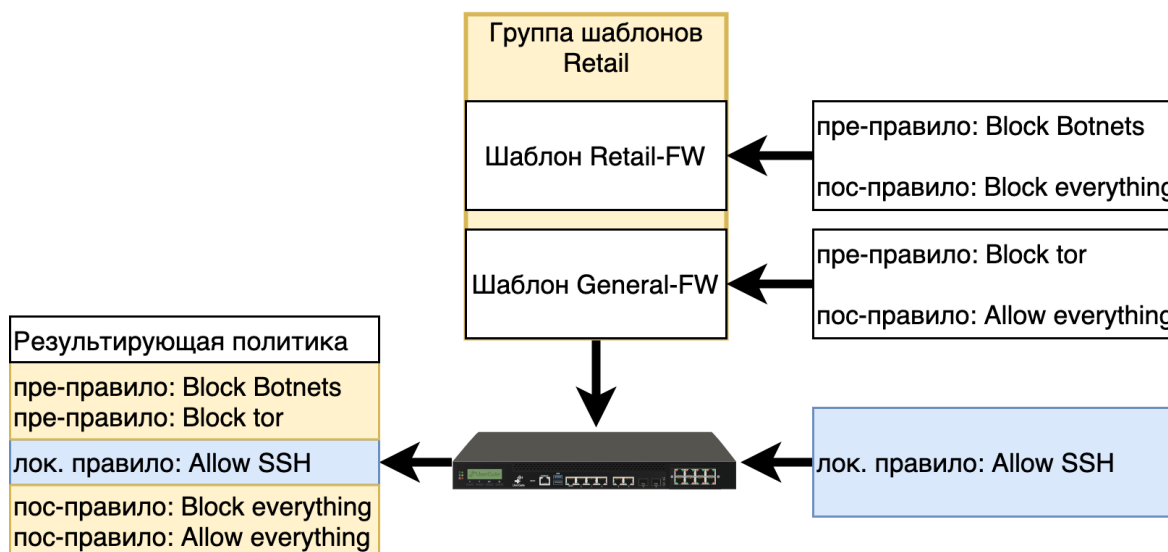 Группа шаблонов
Retail
Шаблон Retail-FW
пре-правило: Block Botnets
пос-правило: Block everything
Шаблон General-FW
пре-правило: Block tor
пос-правило: Allow everything
Результирующая политика
пре-правило: Block Botnets
пре-правило: Block tor
лок. правило: Allow SSH
пос-правило: Block everything
пос-правило: Allow everything
лок. правило: Allow SSH